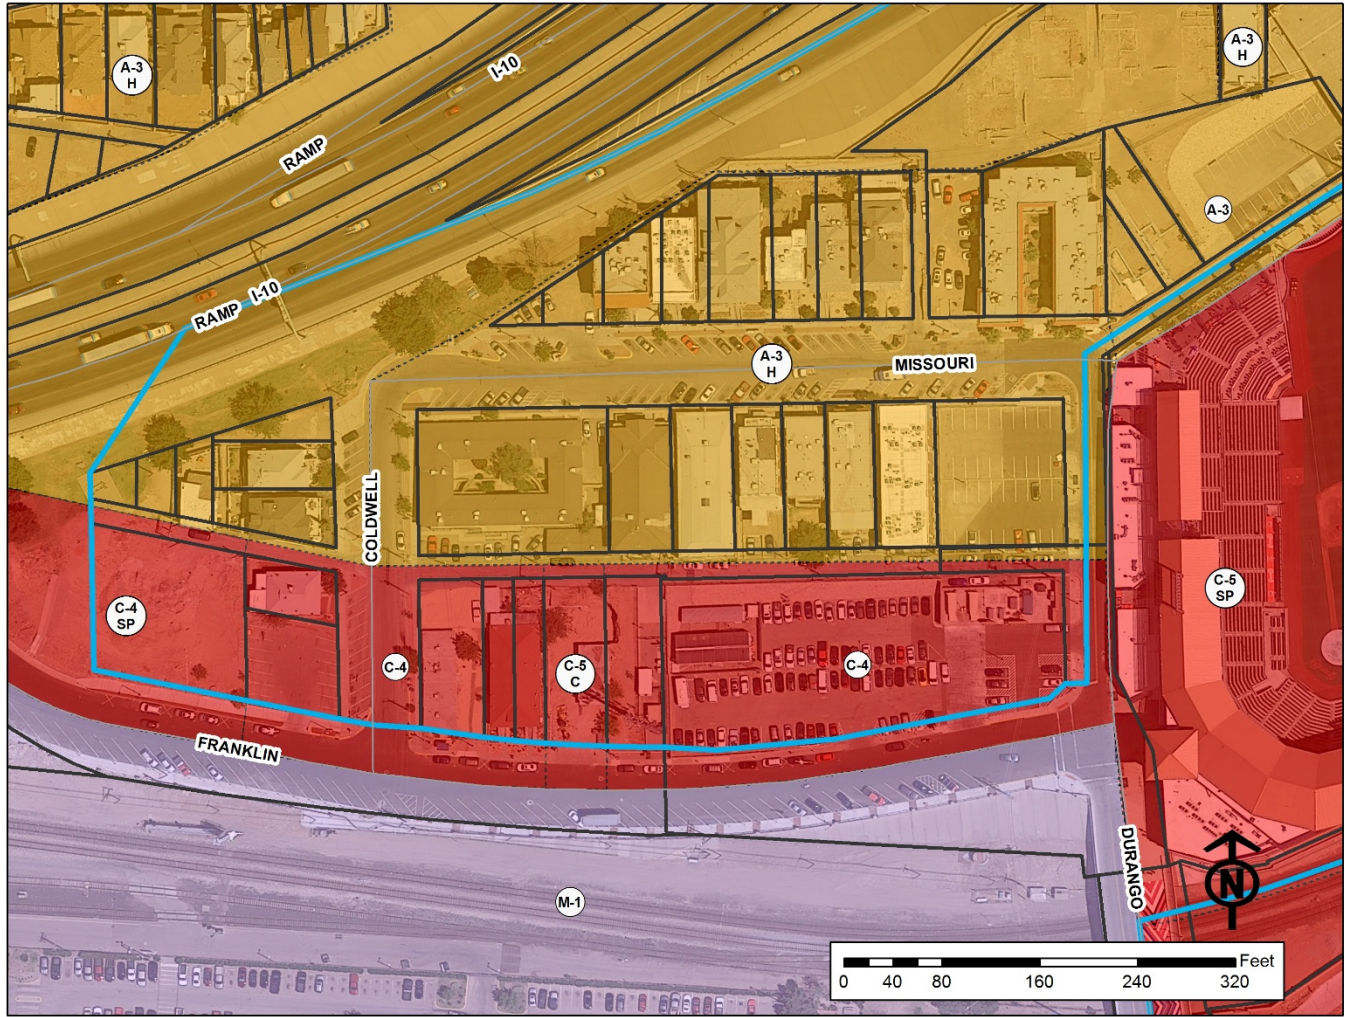 A-3
H
I-10
A-3
H
RAMP
A-3
RAMP I-10
A-3
H
MISSOURI
COLDWELL
C-4
SP
C-4
C-5
C
C-4
C-5
SP
FRANKLIN
DURANGO
N
M-1
Feet
0 40 80 160 240 320